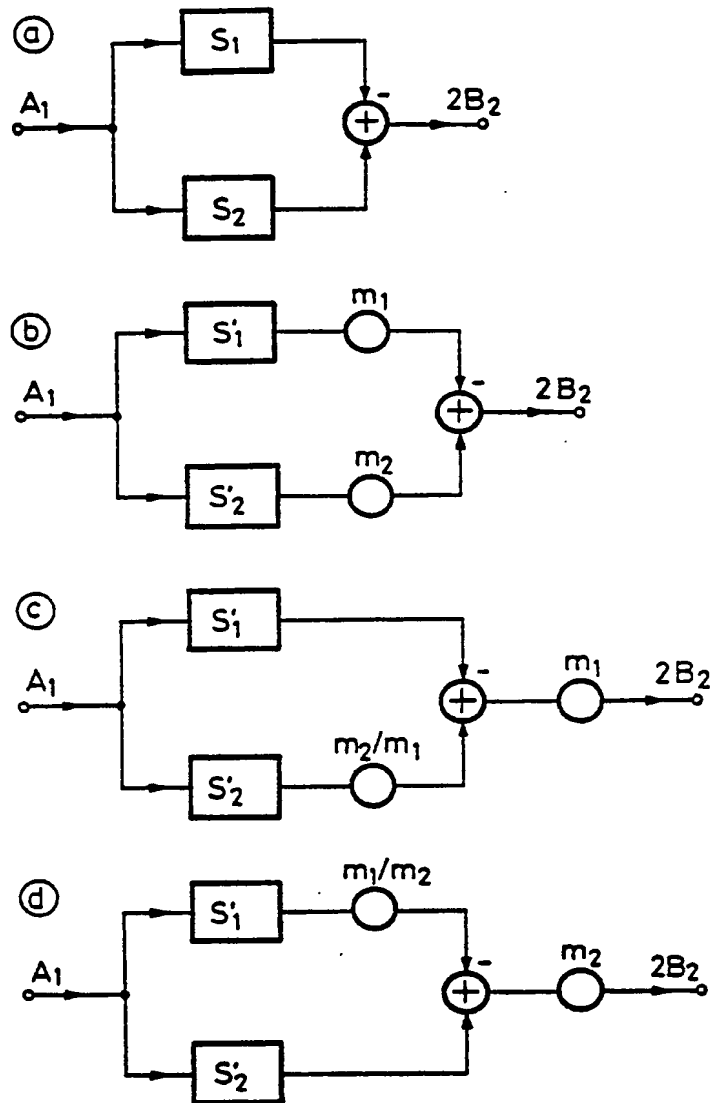 a
S₁
A₁
-
+
2B₂
S₂
b
m₁
S'₁
A₁
-
+
2B₂
m₂
S'₂
c
S'₁
A₁
-
+
m₁
2B₂
m₂/m₁
S'₂
d
m₁/m₂
S'₁
A₁
-
+
m₂
2B₂
S'₂